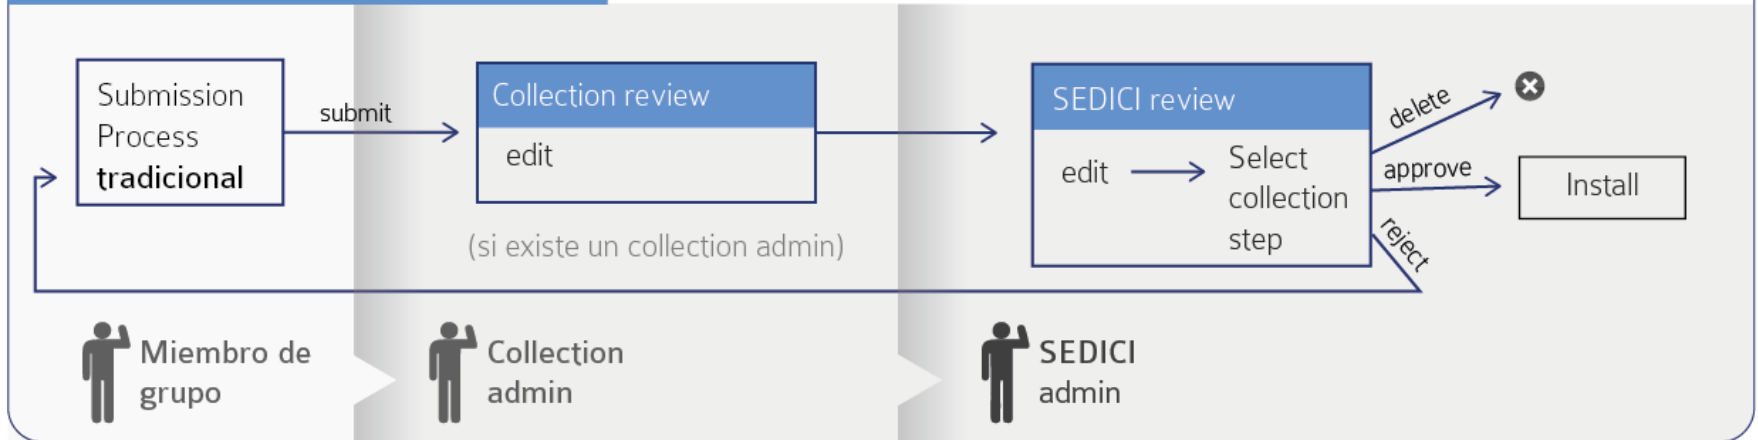 Submission
Process
tradicional
submit
Collection review
edit
(si existe un collection admin)
SEDICI review
edit
Select
collection
step
delete
approve
reject
Install
Miembro de
grupo
Collection
admin
SEDICI
admin